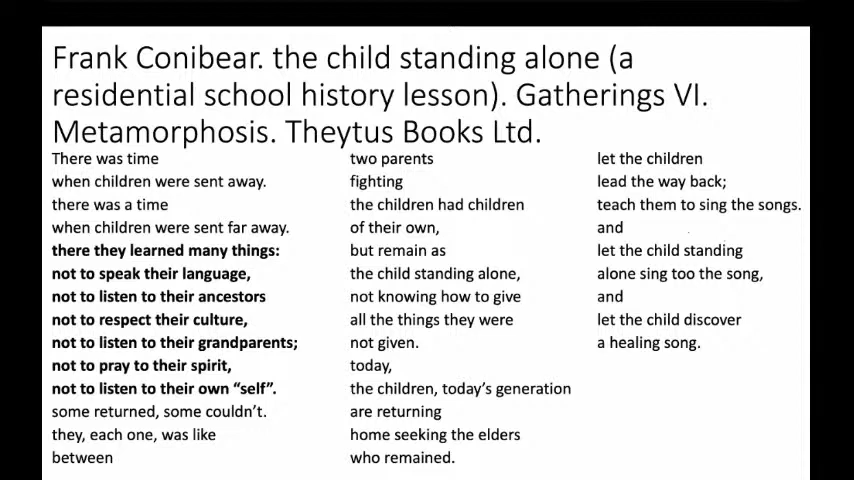 Frank Conibear. the child standing alone (a
residential school history lesson). Gatherings VI.
Metamorphosis. Theytus Books Ltd.
There was time
when children were sent away.
there was a time
when children were sent far away.
there they learned many things:
not to speak their language,
not to listen to their ancestors
not to respect their culture,
not to listen to their grandparents;
not to pray to their spirit,
not to listen to their own “self”.
some returned, some couldn’t.
they, each one, was like
between
two parents
fighting
the children had children
of their own,
but remain as
the child standing alone,
not knowing how to give
all the things they were
not given.
today,
the children, today’s generation
are returning
home seeking the elders
who remained.
let the children
lead the way back;
teach them to sing the songs.
and
let the child standing
alone sing too the song,
and
let the child discover
a healing song.